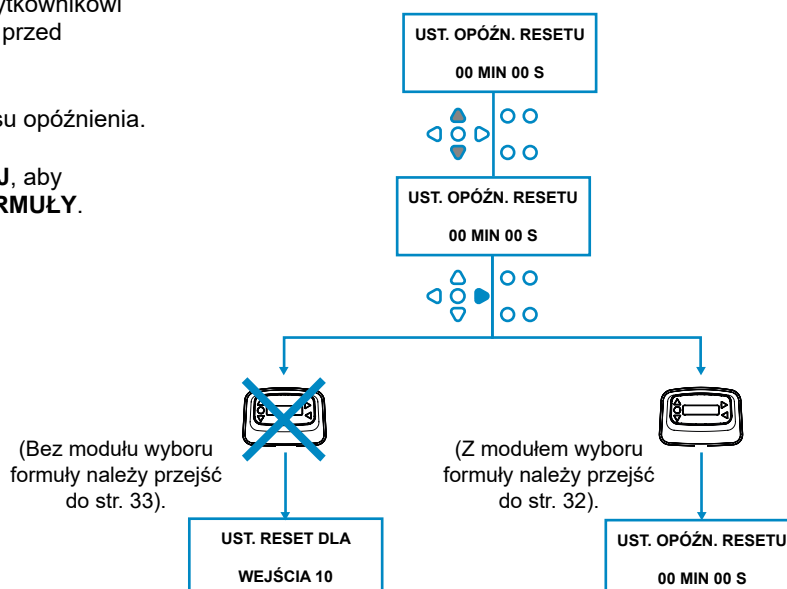 ytkownikowi
przed
su opóźnienia.
J, aby
RMUŁY.
UST. OPÓŹN. RESETU
00 MIN 00 S
UST. OPÓŹN. RESETU
00 MIN 00 S
(Bez modułu wyboru
formuły należy przejść
do str. 33).
(Z modułem wyboru
formuły należy przejść
do str. 32).
UST. RESET DLA
WEJŚCIA 10
UST. OPÓŹN. RESETU
00 MIN 00 S